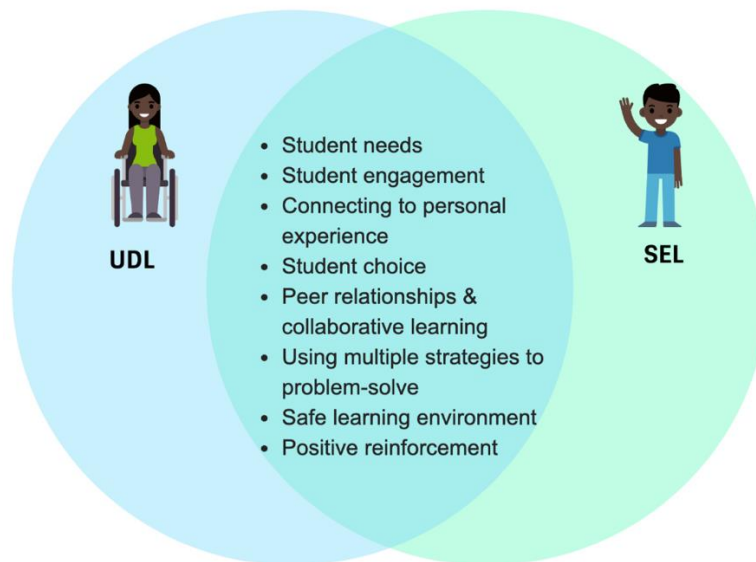 UDL
• Student needs
• Student engagement
• Connecting to personal
experience
• Student choice
• Peer relationships &
collaborative learning
• Using multiple strategies to
problem-solve
• Safe learning environment
• Positive reinforcement
SEL